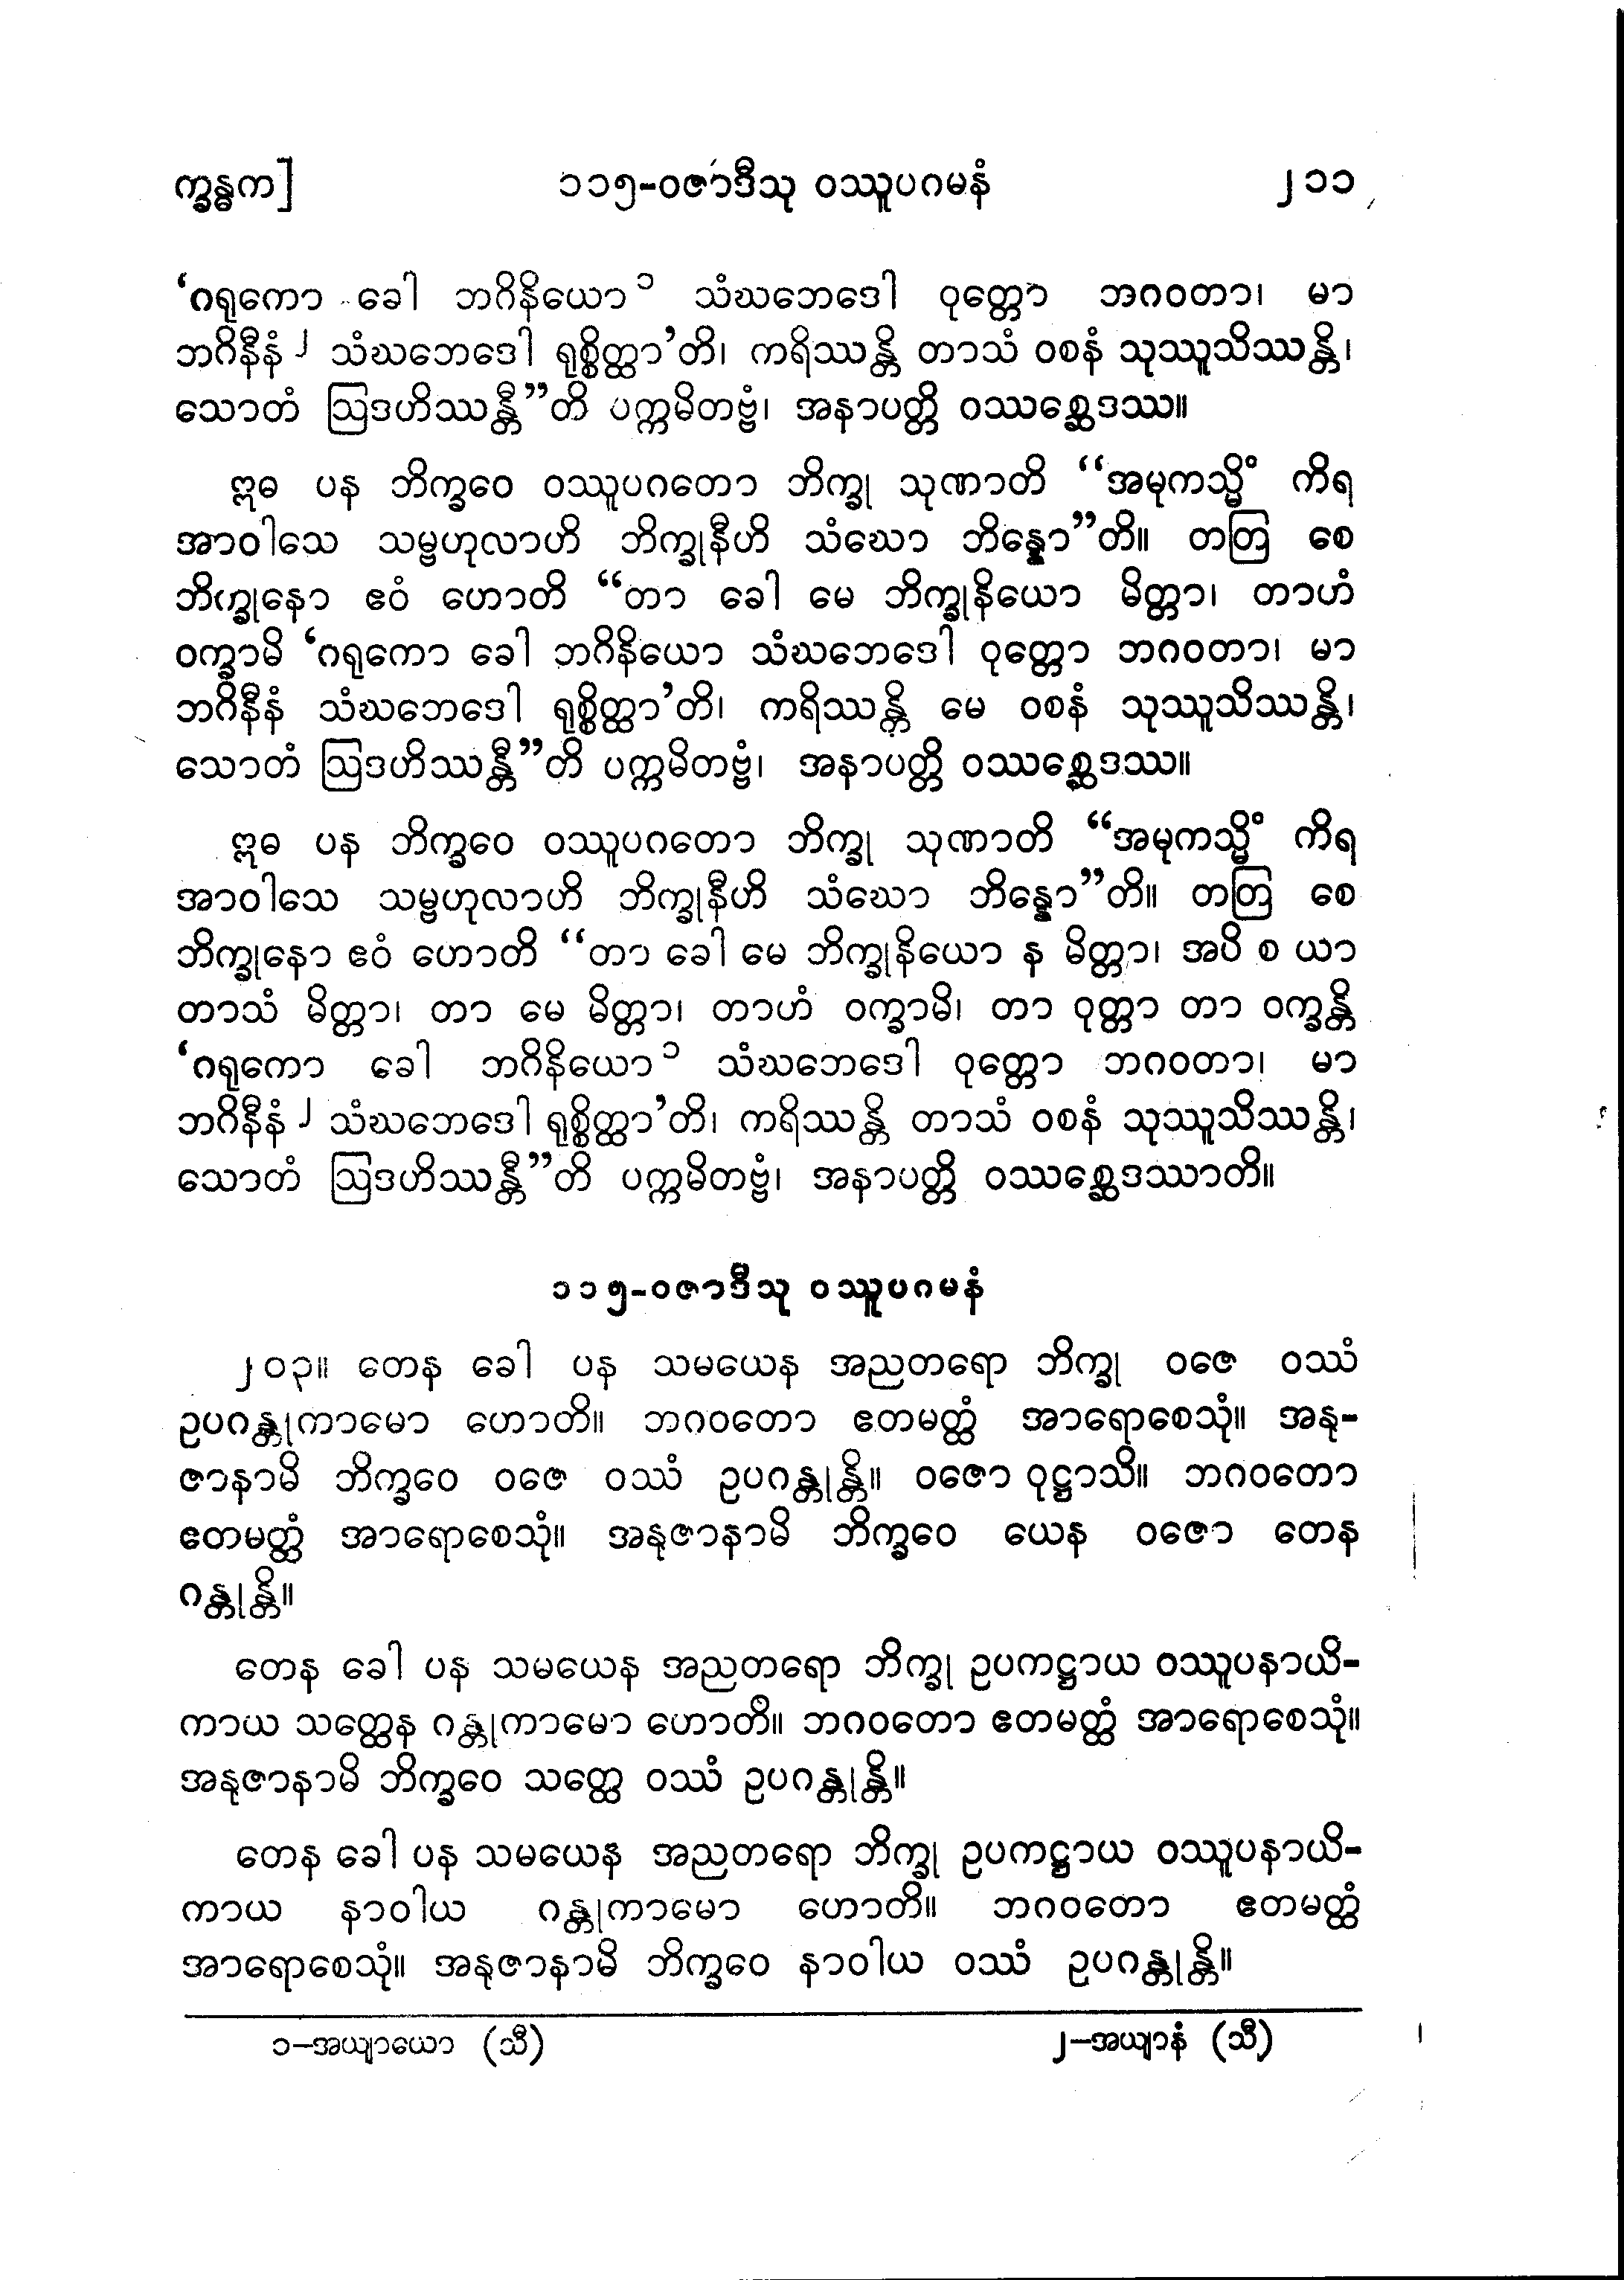 က္ခန္ဓက]	၁၁၅-ဝဇာဒီသု ဝဿူပဂမနံ	၂၁၁
‘ဂရုကော ခေါ ဘဂိနိယော၁ သံဃဘေဒေါ ဝုတ္တော ဘဂဝတာ၊ မာ
ဘဂိနီနံ၂ သံဃဘေဒေါ ရုစ္စိတ္ထာ’တိ၊ ကရိဿန္တိ တာသံ ဝစနံ သုဿူသိဿန္တိ၊
သောတံ ဩဒဟိဿန္တီ”တိ ပက္ကမိတဗ္ဗံ၊ အနာပတ္တိ ဝဿစ္ဆေဒဿ။
ဣဓ ပန ဘိက္ခဝေ ဝဿူပဂတော ဘိက္ခု သုဏာတိ “အမုကသ္မိံ ကိရ
အာဝါသေ သမ္ဗဟုလာဟိ ဘိက္ခုနီဟိ သံဃော ဘိန္နော”တိ။ တတြ စေ
ဘိက္ခုနော ဧဝံ ဟောတိ “တာ ခေါ မေ ဘိက္ခုနိယော မိတ္တာ၊ တာဟံ
ဝက္ခာမိ ‘ဂရုကော ခေါ ဘဂိနိယော သံဃဘေဒေါ ဝုတ္တော ဘဂဝတာ၊ မာ
ဘဂိနီနံ သံဃဘေဒေါ ရုစ္စိတ္ထာ’တိ၊ ကရိဿန္တိ မေ ဝစနံ သုဿူသိဿန္တိ၊
သောတံ ဩဒဟိဿန္တီ”တိ ပက္ကမိတဗ္ဗံ၊ အနာပတ္တိ ဝဿစ္ဆေဒဿ။
ဣဓ ပန ဘိက္ခဝေ ဝဿူပဂတော ဘိက္ခု သုဏာတိ “အမုကသ္မိံ ကိရ
အာဝါသေ သမ္ဗဟုလာဟိ ဘိက္ခုနီဟိ သံဃော ဘိန္နော”တိ။ တတြ စေ
ဘိက္ခုနော ဧဝံ ဟောတိ “တာ ခေါ မေ ဘိက္ခုနိယော န မိတ္တာ၊ အပိ စ ယာ
တာသံ မိတ္တာ၊ တာ မေ မိတ္တာ၊ တာဟံ ဝက္ခာမိ၊ တာ ဝုတ္တာ တာ ဝက္ခန္တိ
‘ဂရုကော ခေါ ဘဂိနိယော၁ သံဃဘေဒေါ ဝုတ္တော ဘဂဝတာ၊ မာ
ဘဂိနီနံ၂ သံဃဘေဒေါ ရုစ္စိတ္ထာ’တိ၊ ကရိဿန္တိ တာသံ ဝစနံ သုဿူသိဿန္တိ၊
သောတံ ဩဒဟိဿန္တီ”တိ ပက္ကမိတဗ္ဗံ၊ အနာပတ္တိ ဝဿစ္ဆေဒဿာတိ။
၁၁၅-ဝဇာဒီသု ဝဿူပဂမနံ
၂၀၃။ တေန ခေါ ပန သမယေန အညတရော ဘိက္ခု ဝဇေ ဝဿံ
ဥပဂန္တုကာမော ဟောတိ။ ဘဂဝတော ဧတမတ္ထံ အာရောစေသုံ။ အနု-
ဇာနာမိ ဘိက္ခဝေ ဝဇေ ဝဿံ ဥပဂန္တုန္တိ။ ဝဇော ဝုဋ္ဌာသိ။ ဘဂဝတော
ဧတမတ္ထံ အာရောစေသုံ။ အနုဇာနာမိ ဘိက္ခဝေ ယေန ဝဇော တေန
ဂန္တုန္တိ။
တေန ခေါ ပန သမယေန အညတရော ဘိက္ခု ဥပကဋ္ဌာယ ဝဿူပနာယိ-
ကာယ သတ္ထေန ဂန္တုကာမော ဟောတိ။ ဘဂဝတော ဧတမတ္ထံ အာရောစေသုံ။
အနုဇာနာမိ ဘိက္ခဝေ သတ္ထေ ဝဿံ ဥပဂန္တုန္တိ။
တေန ခေါ ပန သမယေန အညတရော ဘိက္ခု ဥပကဋ္ဌာယ ဝဿူပနာယိ-
ကာယ နာဝါယ ဂန္တုကာမော ဟောတိ။ ဘဂဝတော ဧတမတ္ထံ
အာရောစေသုံ။ အနုဇာနာမိ ဘိက္ခဝေ နာဝါယ ဝဿံ ဥပဂန္တုန္တိ။
၁–အယျာယော (သီ)	၂–အယျာနံ (သီ)